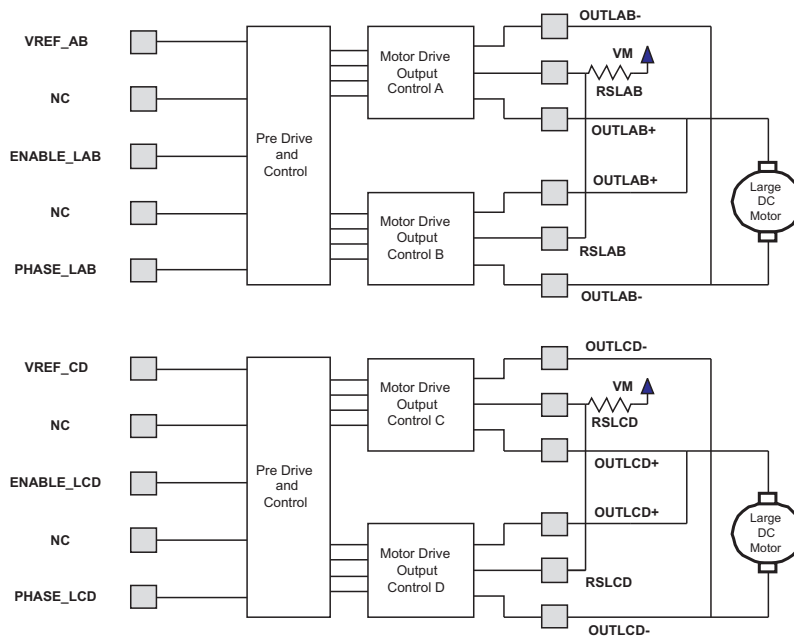 VREF_AB
NC
ENABLE_LAB
NC
PHASE_LAB
Pre Drive
and
Control
Motor Drive
Output
Control A
Motor Drive
Output
Control B
OUTLAB-
VM
RSLAB
OUTLAB+
OUTLAB+
RSLAB
OUTLAB-
Large
DC
Motor
VREF_CD
NC
ENABLE_LCD
NC
PHASE_LCD
Pre Drive
and
Control
Motor Drive
Output
Control C
Motor Drive
Output
Control D
OUTLCD-
VM
RSLCD
OUTLCD+
OUTLCD+
RSLCD
OUTLCD-
Large
DC
Motor